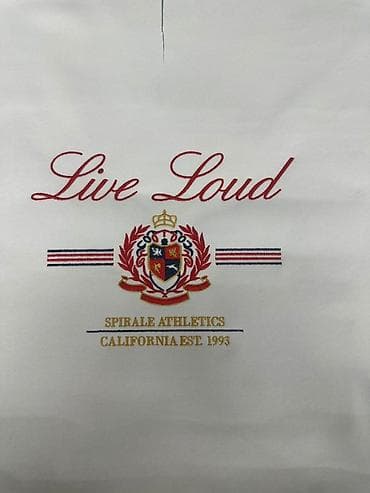 Live Loud
SPIRALE ATHLETICS
CALIFORNIA EST. 1993